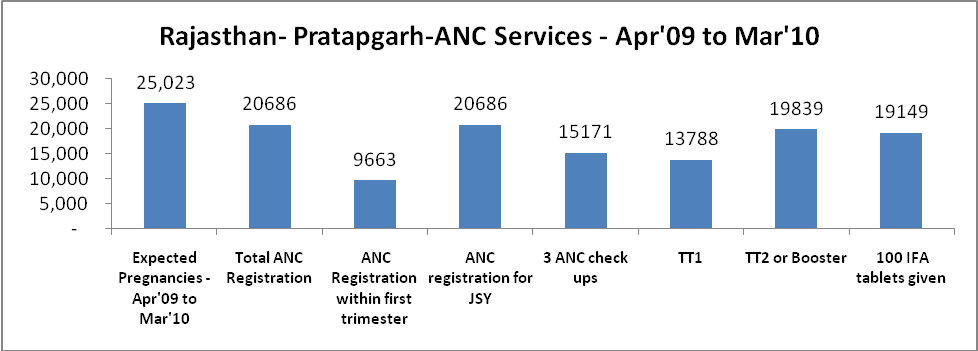 Rajasthan- Pratapgarh-ANC Services - Apr'09 to Mar'10
30,000
25,000
20,000
15,000
10,000
5,000
-
25,023
20686
9663
20686
15171
13788
19839
19149
Expected
Pregnancies -
Apr'09 to
Mar'10
Total ANC
Registration
ANC
Registration
within first
trimester
ANC
registration for
JSY
3 ANC check
ups
TT1
TT2 or Booster
100 IFA
tablets given